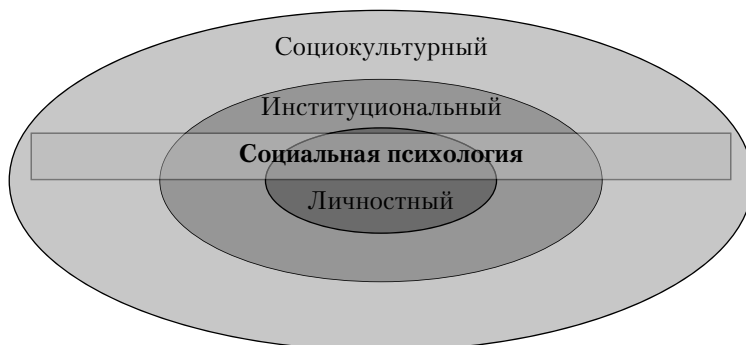 Социокультурный
Институциональный
Социальная психология
Личностный